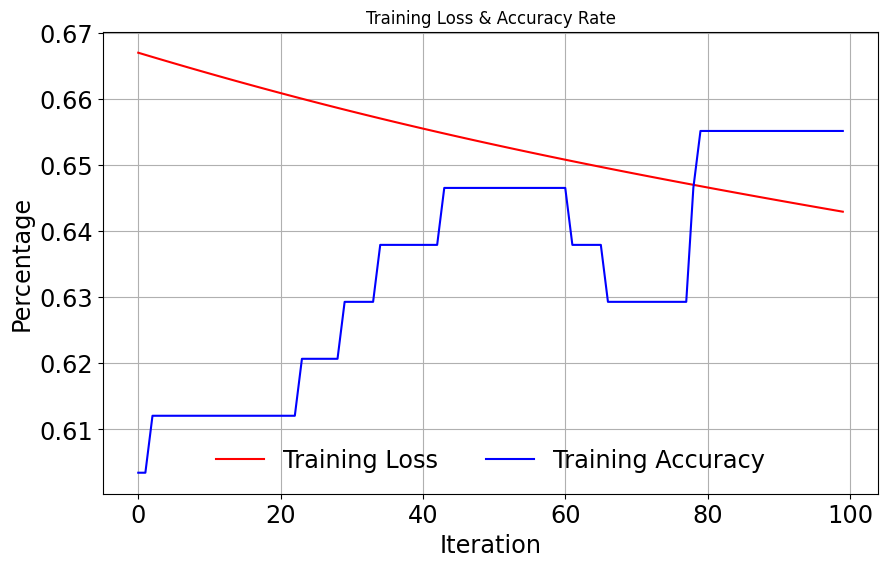 Training Loss & Accuracy Rate
0.67
0.66
0.65
0.64
0.63
0.62
0.61
Percentage
Training Loss Training Accuracy
0 20 40 60 80 100
Iteration